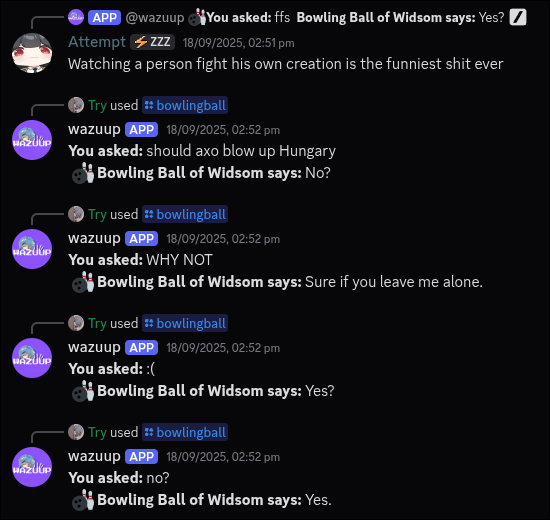 APP @wazuup 🎳You asked: ffs Bowling Ball of Widsom says: Yes?
Attempt ⚡ZZZ 18/09/2025, 02:51 pm
Watching a person fight his own creation is the funniest shit ever
Try used bowlingball
WAZUUP
wazuup APP 18/09/2025, 02:52 pm
You asked: should axo blow up Hungary
🎳Bowling Ball of Widsom says: No?
Try used bowlingball
WAZUUP
wazuup APP 18/09/2025, 02:52 pm
You asked: WHY NOT
🎳Bowling Ball of Widsom says: Sure if you leave me alone.
Try used bowlingball
WAZUUP
wazuup APP 18/09/2025, 02:52 pm
You asked: :(
🎳Bowling Ball of Widsom says: Yes?
Try used bowlingball
WAZUUP
wazuup APP 18/09/2025, 02:52 pm
You asked: no?
🎳Bowling Ball of Widsom says: Yes.